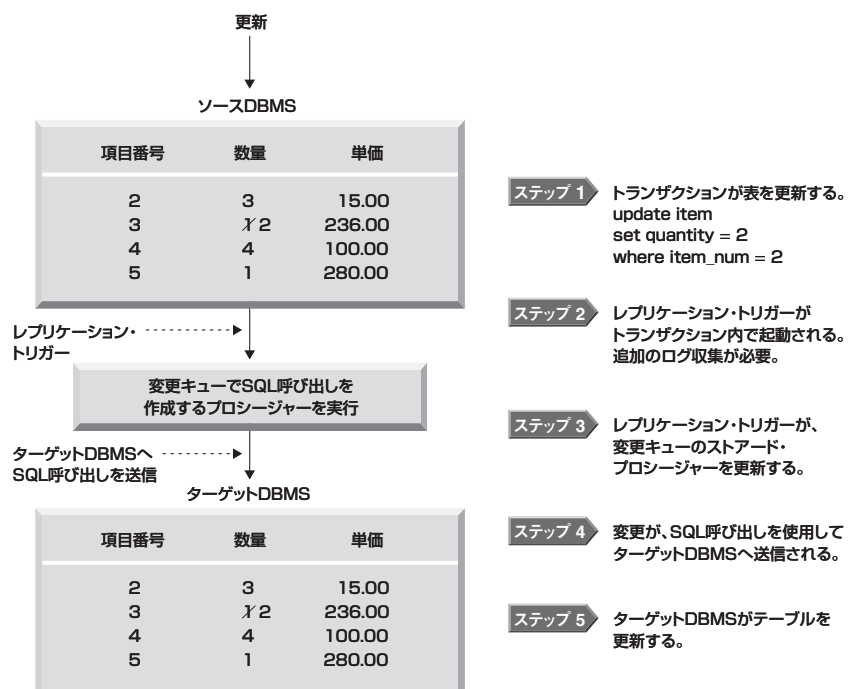 更新
ソースDBMS
項目番号 数量 単価
2 3 15.00
3 1 2 236.00
4 4 100.00
5 1 280.00
レプリケーション・
トリガー
変更キューでSQL呼び出しを
作成するプロシージャーを実行
ターゲットDBMSへ
SQL呼び出しを送信
ターゲットDBMS
項目番号 数量 単価
2 3 15.00
3 1 2 236.00
4 4 100.00
5 1 280.00
ステップ 1 トランザクションが表を更新する。
update item
set quantity = 2
where item_num = 2
ステップ 2 レプリケーション・トリガーが
トランザクション内で起動される。
追加のログ収集が必要。
ステップ 3 レプリケーション・トリガーが、
変更キューのストアード・
プロシージャーを更新する。
ステップ 4 変更が、SQL呼び出しを使用して
ターゲットDBMSへ送信される。
ステップ 5 ターゲットDBMSがテーブルを
更新する。